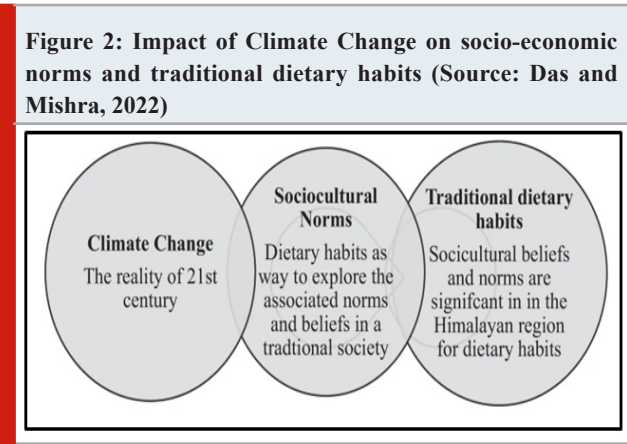 Figure 2: Impact of Climate Change on socio-economic
norms and traditional dietary habits (Source: Das and
Mishra, 2022)
Climate Change
The reality of 21st
century
Sociocultural
Norms
Dietary habits as
way to explore the
associated norms
and beliefs in a
tradtional society
Traditional dietary
habits
Socicultural beliefs
and norms are
signifcant in in the
Himalayan region
for dietary habits